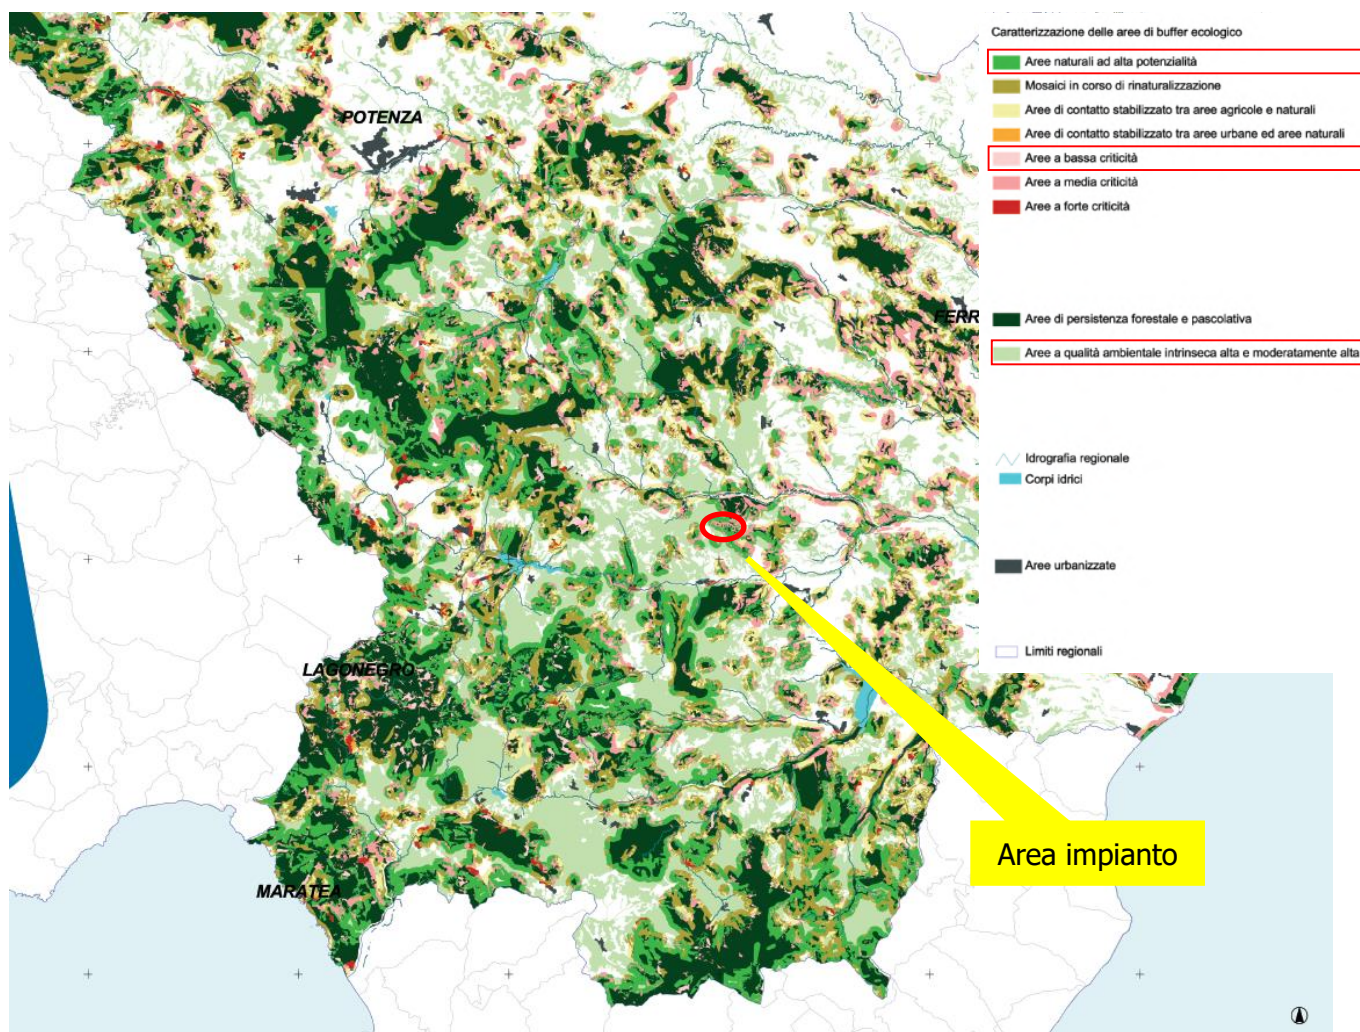 Caratterizzazione delle aree di buffer ecologico
Aree naturali ad alta potenzialità
Mosaici in corso di rinaturalizzazione
Aree di contatto stabilizzato tra aree agricole e naturali
Aree di contatto stabilizzato tra aree urbane ed aree naturali
Aree a bassa criticità
Aree a media criticità
Aree a forte criticità
Aree di persistenza forestale e pascolativa
Aree a qualità ambientale intrinseca alta e moderatamente alta
Idrografia regionale
Corpi idrici
Aree urbanizzate
Limiti regionali
POTENZA
FERR
LAGONEGRO
MARATEA
Area impianto